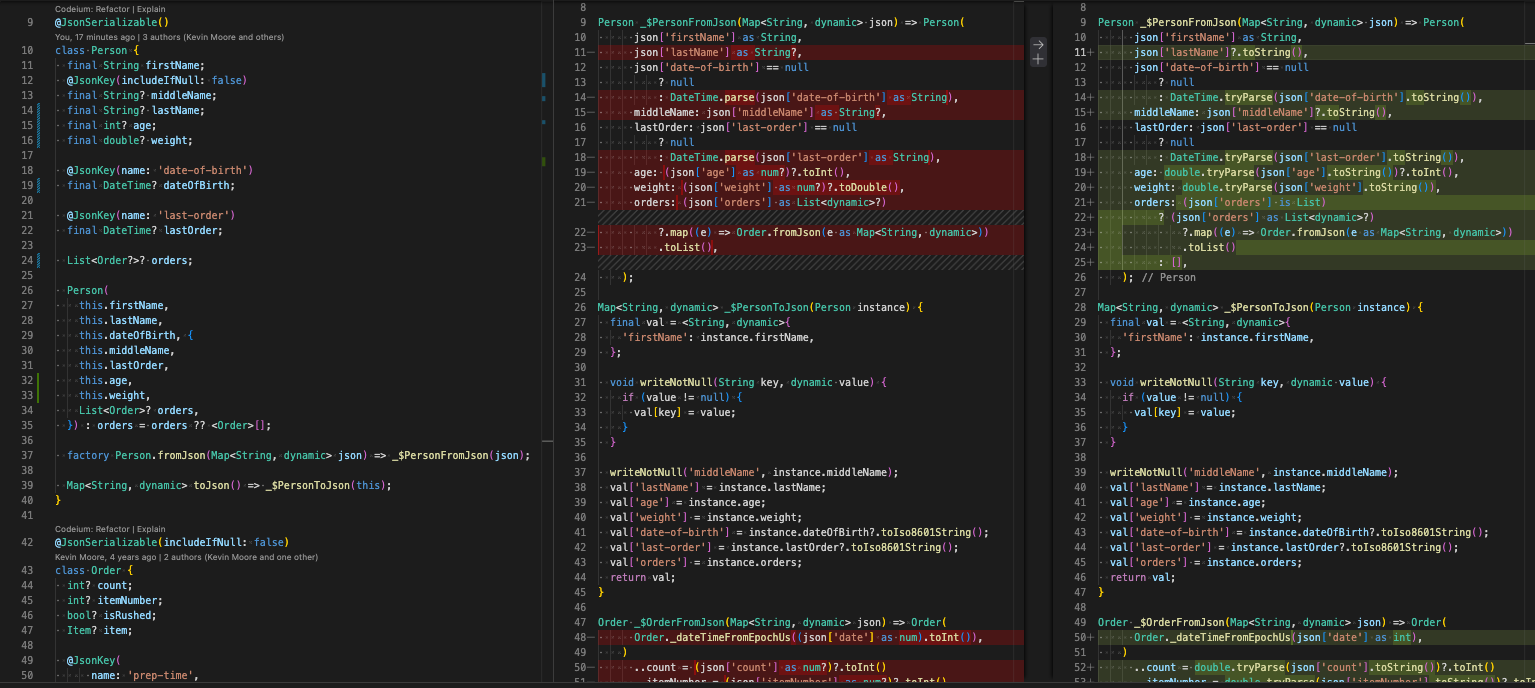 Codeium: Refactor | Explain
9 @JsonSerializable()
You, 17 minutes ago | 3 authors (Kevin Moore and others)
10 class Person {
11 final String firstName;
12 @JsonKey(includeIfNull: false)
13 final String? middleName;
14 final String? lastName;
15 final int? age;
16 final double? weight;
17
18 @JsonKey(name: 'date-of-birth')
19 final DateTime? dateOfBirth;
20
21 @JsonKey(name: 'last-order')
22 final DateTime? lastOrder;
23
24 List<Order?>? orders;
25
26 Person(
27 this.firstName,
28 this.lastName,
29 this.dateOfBirth, {
30 this.middleName,
31 this.lastOrder,
32 this.age,
33 this.weight,
34 List<Order>? orders,
35 }) : orders = orders ?? <Order>[];
36
37 factory Person.fromJson(Map<String, dynamic> json) => _$PersonFromJson(json);
38
39 Map<String, dynamic> toJson() => _$PersonToJson(this);
40 }
41
Codeium: Refactor | Explain
42 @JsonSerializable(includeIfNull: false)
Kevin Moore, 4 years ago | 2 authors (Kevin Moore and one other)
43 class Order {
44 int? count;
45 int? itemNumber;
46 bool? isRushed;
47 Item? item;
48
49 @JsonKey(
50 name: 'prep-time',
8
9 Person _$PersonFromJson(Map<String, dynamic> json) => Person(
10 json['firstName'] as String,
11- json['lastName'] as String?,
12 json['date-of-birth'] == null
13 ? null
14- : DateTime.parse(json['date-of-birth'] as String),
15- middleName: json['middleName'] as String?,
16 lastOrder: json['last-order'] == null
17 ? null
18- : DateTime.parse(json['last-order'] as String),
19- age: (json['age'] as num?)?.toInt(),
20- weight: (json['weight'] as num?)?.toDouble(),
21- orders: (json['orders'] as List<dynamic>?)
22- ?.map((e) => Order.fromJson(e as Map<String, dynamic>))
23- .toList(),
24 );
25
26 Map<String, dynamic> _$PersonToJson(Person instance) {
27 final val = <String, dynamic>{
28 'firstName': instance.firstName,
29 };
30
31 void writeNotNull(String key, dynamic value) {
32 if (value != null) {
33 val[key] = value;
34 }
35 }
36
37 writeNotNull('middleName', instance.middleName);
38 val['lastName'] = instance.lastName;
39 val['age'] = instance.age;
40 val['weight'] = instance.weight;
41 val['date-of-birth'] = instance.dateOfBirth?.toIso8601String();
42 val['last-order'] = instance.lastOrder?.toIso8601String();
43 val['orders'] = instance.orders;
44 return val;
45 }
46
47 Order _$OrderFromJson(Map<String, dynamic> json) => Order(
48- Order._dateTimeFromEpochUs((json['date'] as num).toInt()),
49 )
50- ..count = (json['count'] as num?)?.toInt()
51- ..itemNumber = (json['itemNumber'] as num?)?.toInt()
8
9 Person _$PersonFromJson(Map<String, dynamic> json) => Person(
10 json['firstName'] as String,
11+ json['lastName']?.toString(),
12 json['date-of-birth'] == null
13 ? null
14+ : DateTime.tryParse(json['date-of-birth'].toString()),
15+ middleName: json['middleName']?.toString(),
16 lastOrder: json['last-order'] == null
17 ? null
18+ : DateTime.tryParse(json['last-order'].toString()),
19+ age: double.tryParse(json['age'].toString())?.toInt(),
20+ weight: double.tryParse(json['weight'].toString()),
21+ orders: (json['orders'] is List)
22+ ? (json['orders'] as List<dynamic>?)
23+ ?.map((e) => Order.fromJson(e as Map<String, dynamic>))
24+ .toList()
25+ : [],
26 ); // Person
27
28 Map<String, dynamic> _$PersonToJson(Person instance) {
29 final val = <String, dynamic>{
30 'firstName': instance.firstName,
31 };
32
33 void writeNotNull(String key, dynamic value) {
34 if (value != null) {
35 val[key] = value;
36 }
37 }
38
39 writeNotNull('middleName', instance.middleName);
40 val['lastName'] = instance.lastName;
41 val['age'] = instance.age;
42 val['weight'] = instance.weight;
43 val['date-of-birth'] = instance.dateOfBirth?.toIso8601String();
44 val['last-order'] = instance.lastOrder?.toIso8601String();
45 val['orders'] = instance.orders;
46 return val;
47 }
48
49 Order _$OrderFromJson(Map<String, dynamic> json) => Order(
50+ Order._dateTimeFromEpochUs(json['date'] as int),
51 )
52+ ..count = double.tryParse(json['count'].toString())?.toInt()
53+ ..itemNumber = double.tryParse(json['itemNumber'].toString())?.toI